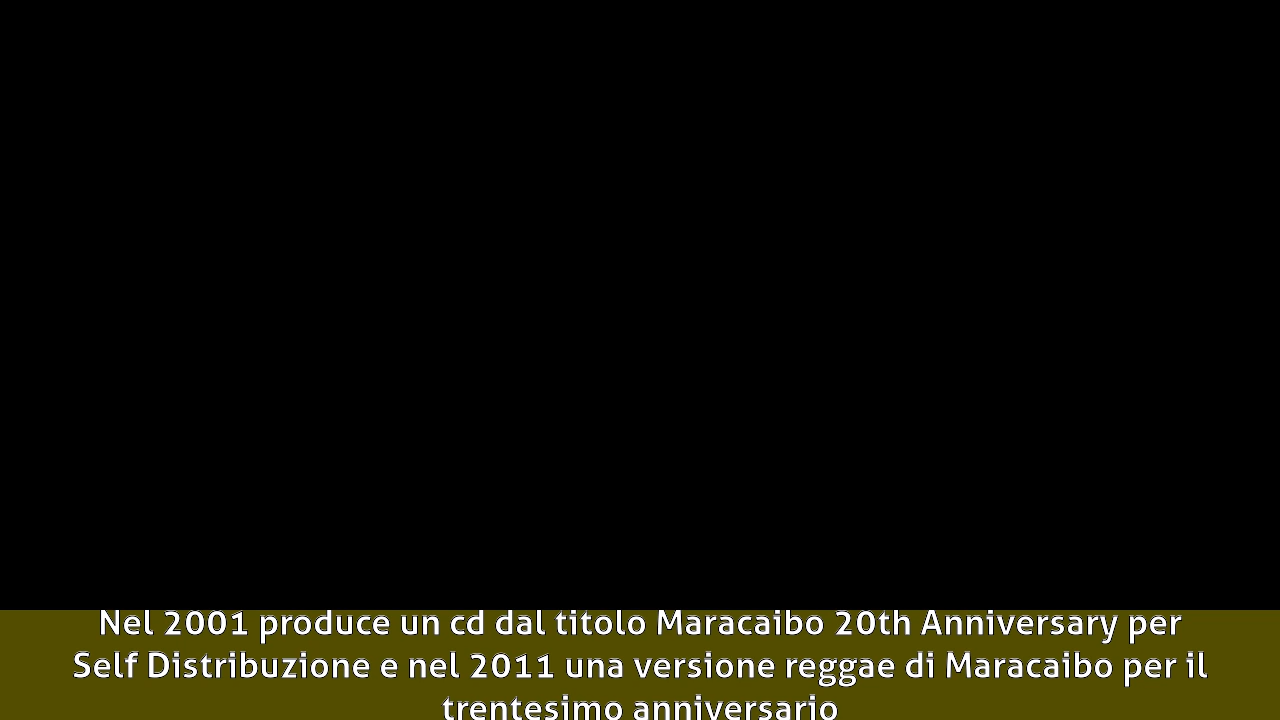 Nel 2001 produce un cd dal titolo Maracaibo 20th Anniversary per
Self Distribuzione e nel 2011 una versione reggae di Maracaibo per il
trentesimo anniversario